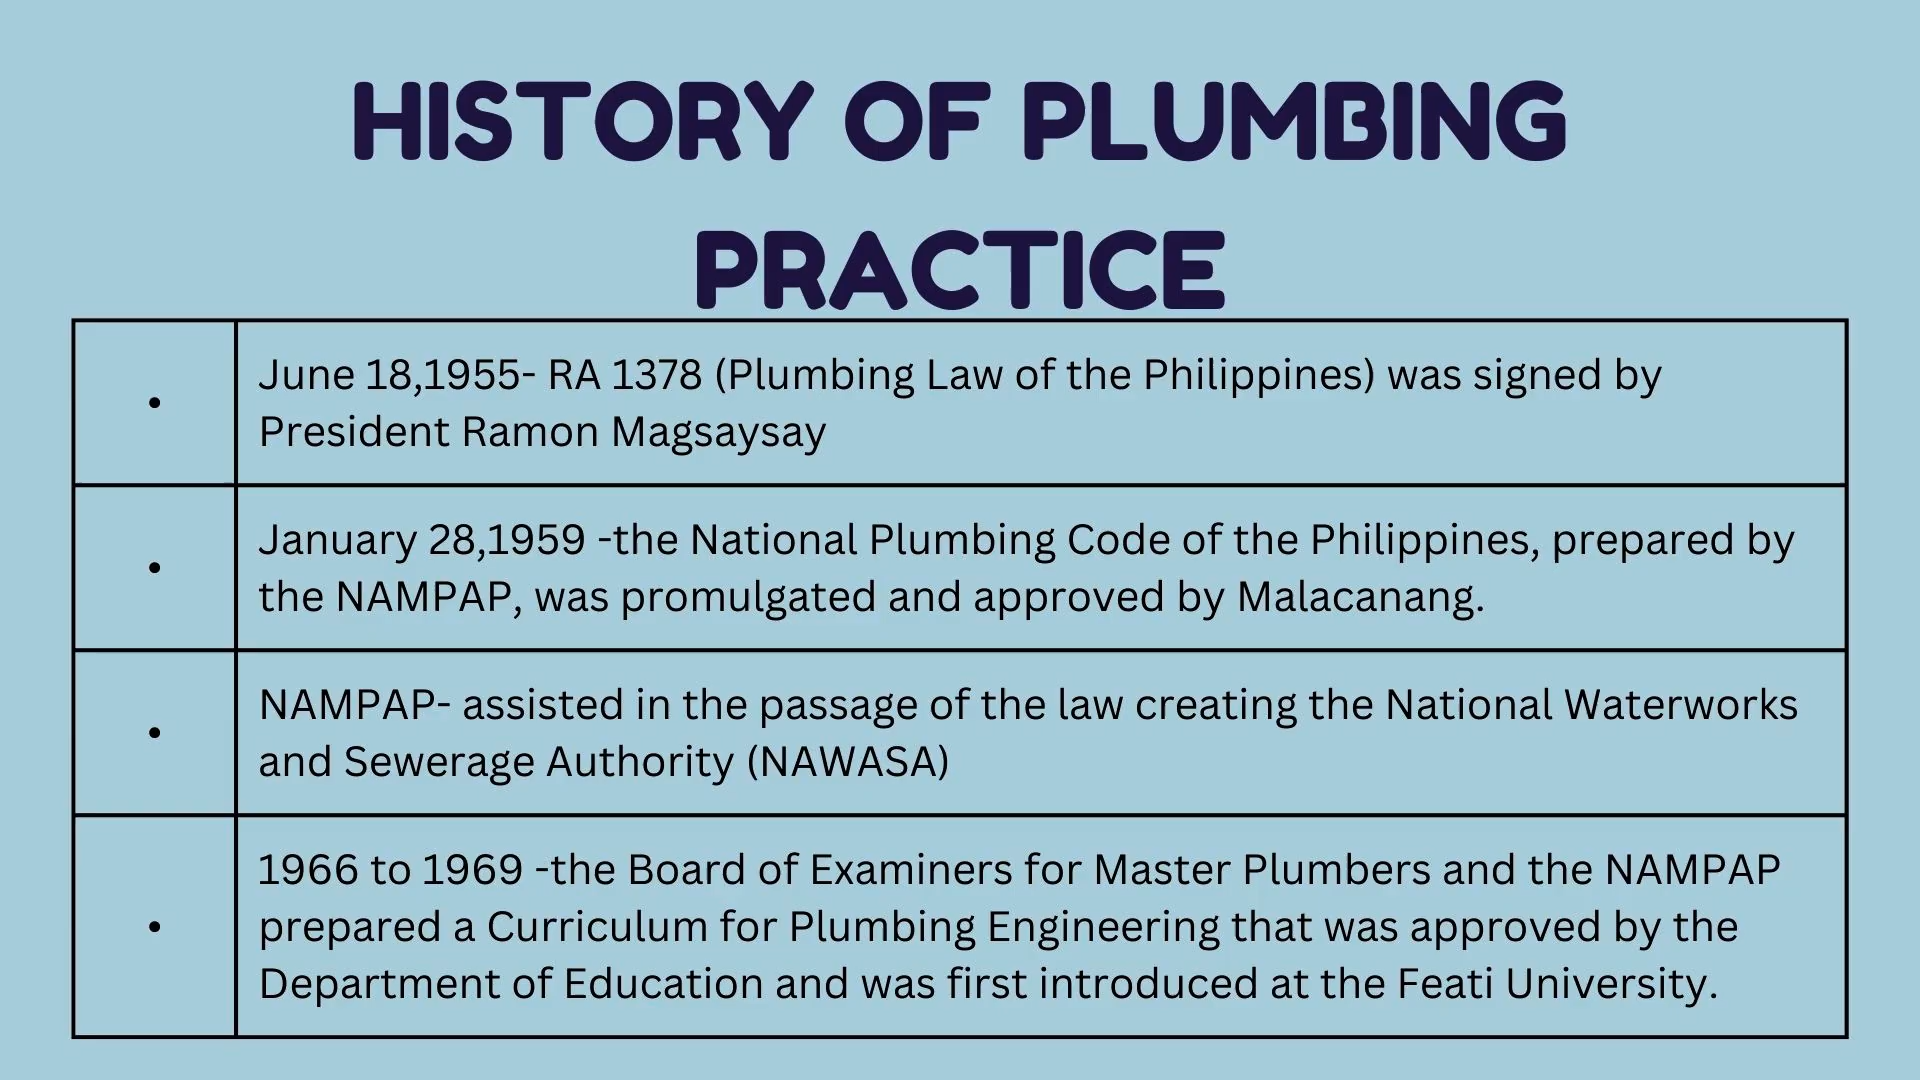 HISTORY OF PLUMBING
PRACTICE
• June 18,1955- RA 1378 (Plumbing Law of the Philippines) was signed by
President Ramon Magsaysay
• January 28,1959 -the National Plumbing Code of the Philippines, prepared by
the NAMPAP, was promulgated and approved by Malacanang.
• NAMPAP- assisted in the passage of the law creating the National Waterworks
and Sewerage Authority (NAWASA)
• 1966 to 1969 -the Board of Examiners for Master Plumbers and the NAMPAP
prepared a Curriculum for Plumbing Engineering that was approved by the
Department of Education and was first introduced at the Feati University.